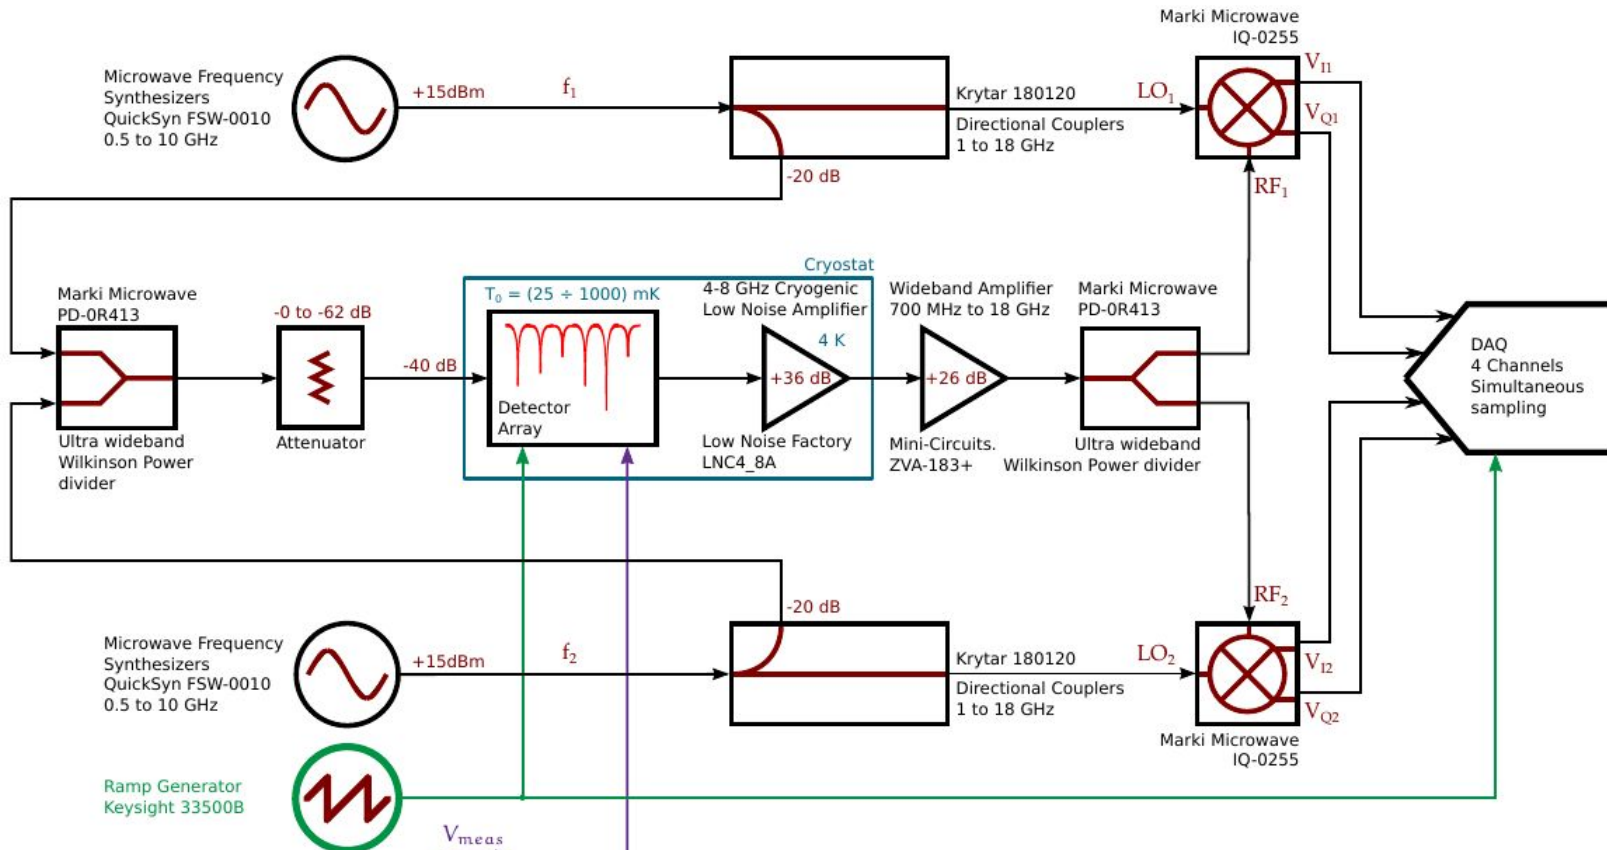 Marki Microwave
IQ-0255
Microwave Frequency
Synthesizers
QuickSyn FSW-0010
0.5 to 10 GHz
+15dBm
f₁
Krytar 180120
Directional Couplers
1 to 18 GHz
LO₁
V_I1
V_Q1
-20 dB
RF₁
Cryostat
Marki Microwave
PD-0R413
-0 to -62 dB
T₀ = (25 ÷ 1000) mK
4-8 GHz Cryogenic
Low Noise Amplifier
4 K
Wideband Amplifier
700 MHz to 18 GHz
Marki Microwave
PD-0R413
-40 dB
+36 dB
+26 dB
DAQ
4 Channels
Simultaneous
sampling
Detector
Array
Ultra wideband
Wilkinson Power
divider
Attenuator
Low Noise Factory
LNC4_8A
Mini-Circuits.
ZVA-183+
Ultra wideband
Wilkinson Power divider
-20 dB
RF₂
Microwave Frequency
Synthesizers
QuickSyn FSW-0010
0.5 to 10 GHz
+15dBm
f₂
Krytar 180120
Directional Couplers
1 to 18 GHz
LO₂
V_I2
V_Q2
Marki Microwave
IQ-0255
Ramp Generator
Keysight 33500B
V_meas